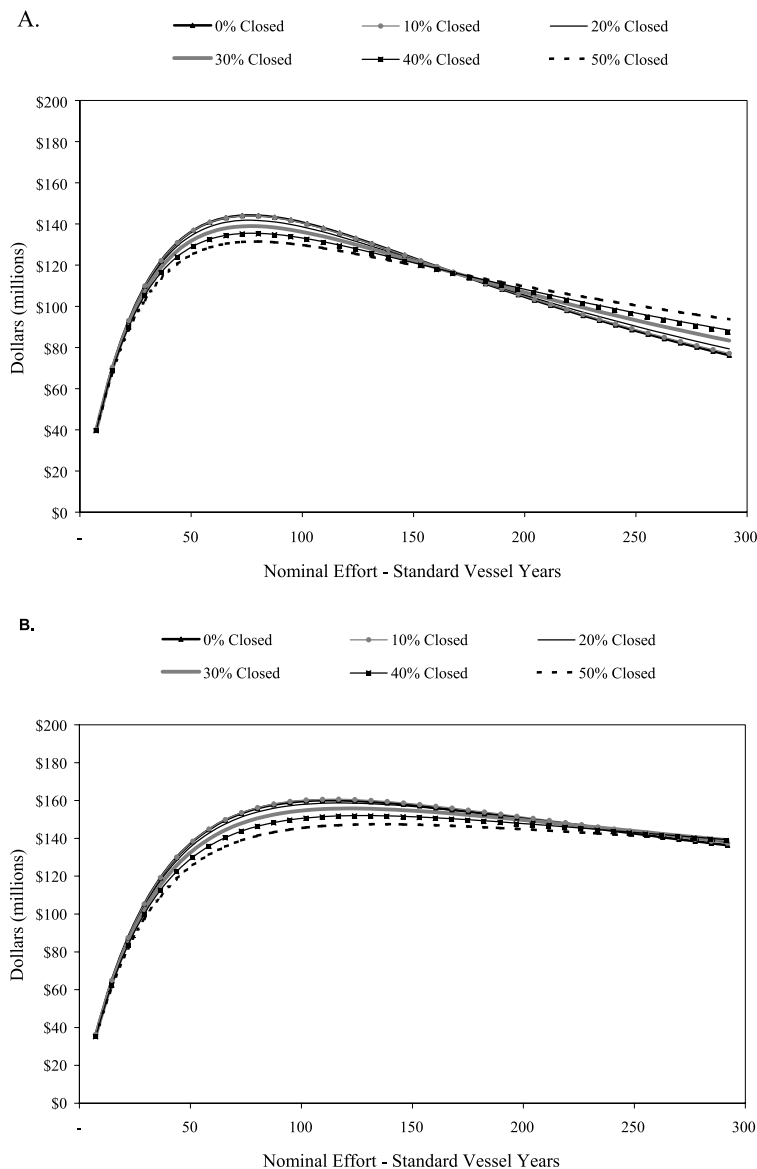 A.
0% Closed 10% Closed 20% Closed
30% Closed 40% Closed 50% Closed
$200
$180
$160
$140
$120
$100
$80
$60
$40
$20
$0
Dollars (millions)
- 50 100 150 200 250 300
Nominal Effort - Standard Vessel Years
B.
0% Closed 10% Closed 20% Closed
30% Closed 40% Closed 50% Closed
$200
$180
$160
$140
$120
$100
$80
$60
$40
$20
$0
Dollars (millions)
- 50 100 150 200 250 300
Nominal Effort - Standard Vessel Years